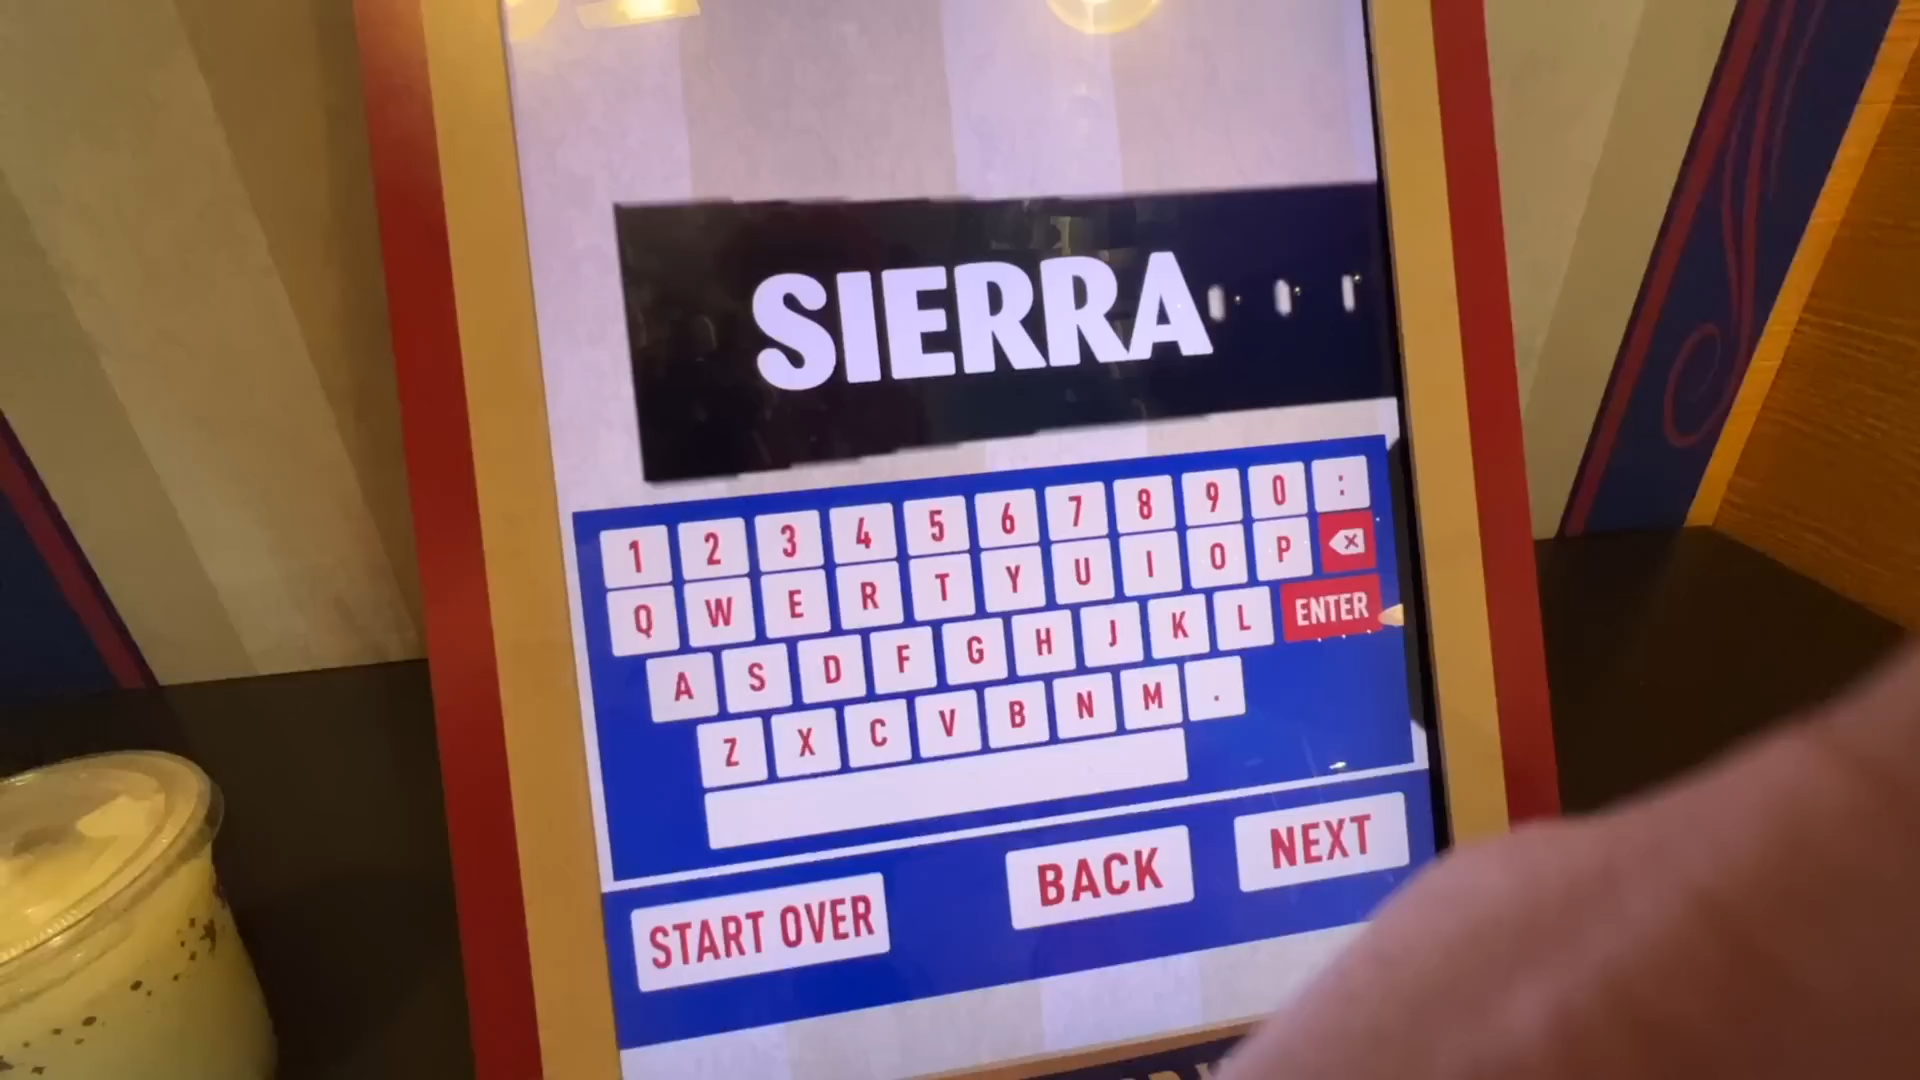 SIERRA
1 2 3 4 5 6 7 8 9 0 :
Q W E R T Y U I O P
A S D F G H J K L ENTER
Z X C V B N M .
START OVER BACK NEXT